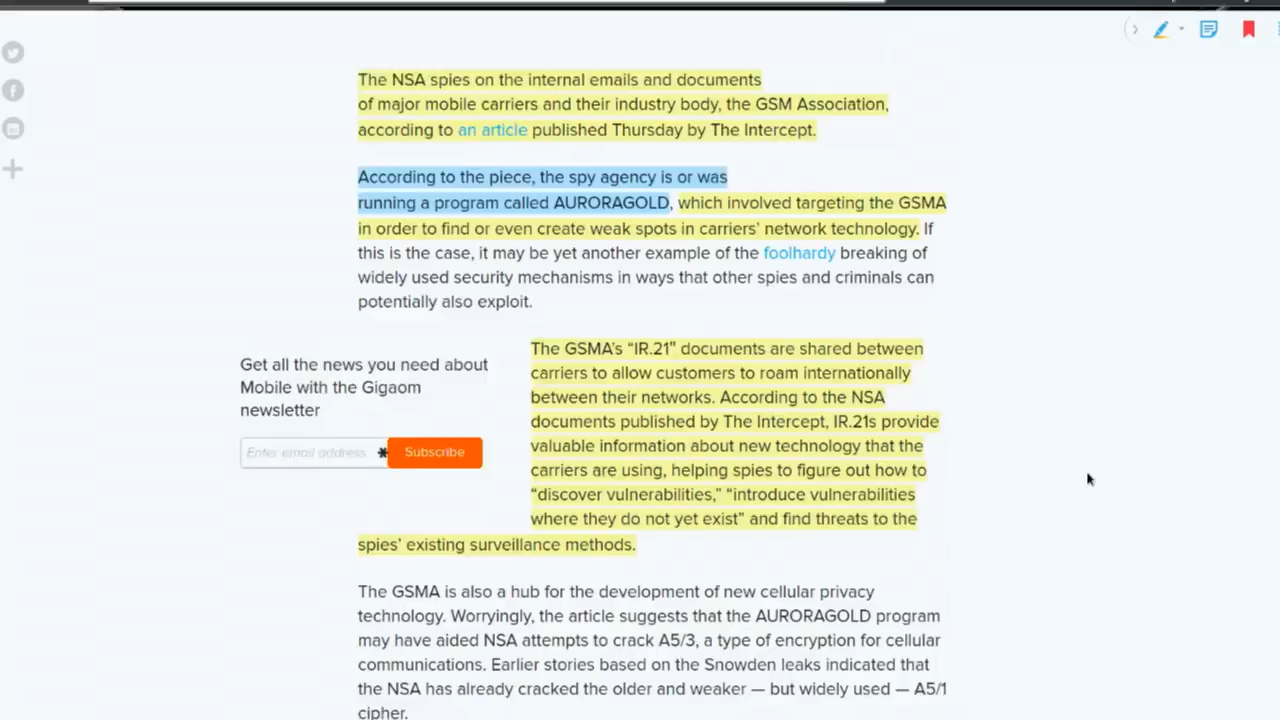 The NSA spies on the internal emails and documents
of major mobile carriers and their industry body, the GSM Association,
according to an article published Thursday by The Intercept.
According to the piece, the spy agency is or was
running a program called AURORAGOLD, which involved targeting the GSMA
in order to find or even create weak spots in carriers’ network technology. If
this is the case, it may be yet another example of the foolhardy breaking of
widely used security mechanisms in ways that other spies and criminals can
potentially also exploit.
Get all the news you need about
Mobile with the Gigaom
newsletter
Enter email address
Subscribe
The GSMA’s “IR.21” documents are shared between
carriers to allow customers to roam internationally
between their networks. According to the NSA
documents published by The Intercept, IR.21s provide
valuable information about new technology that the
carriers are using, helping spies to figure out how to
“discover vulnerabilities,” “introduce vulnerabilities
where they do not yet exist” and find threats to the
spies’ existing surveillance methods.
The GSMA is also a hub for the development of new cellular privacy
technology. Worryingly, the article suggests that the AURORAGOLD program
may have aided NSA attempts to crack A5/3, a type of encryption for cellular
communications. Earlier stories based on the Snowden leaks indicated that
the NSA has already cracked the older and weaker — but widely used — A5/1
cipher.